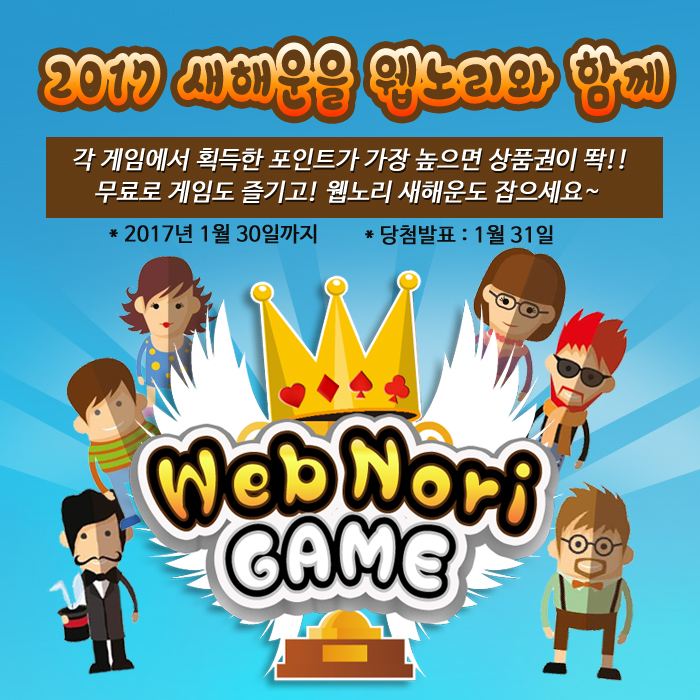 2017 새해운을 웹노리와 함께
각 게임에서 획득한 포인트가 가장 높으면 상품권이 똭!!
무료로 게임도 즐기고! 웹노리 새해운도 잡으세요~
* 2017년 1월 30일까지 * 당첨발표 : 1월 31일
Web Nori
GAME